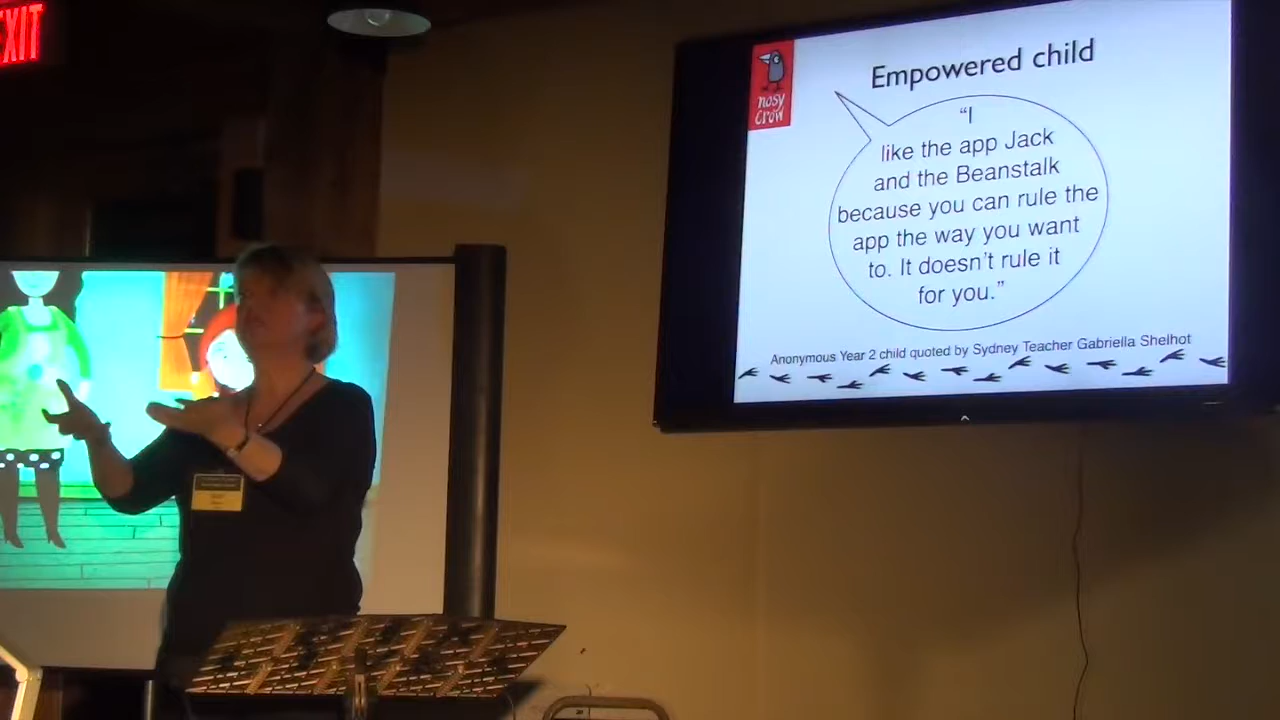 EXIT
nosy
crow
Empowered child
“I
like the app Jack
and the Beanstalk
because you can rule the
app the way you want
to. It doesn’t rule it
for you.”
Anonymous Year 2 child quoted by Sydney Teacher Gabriella Shelhot